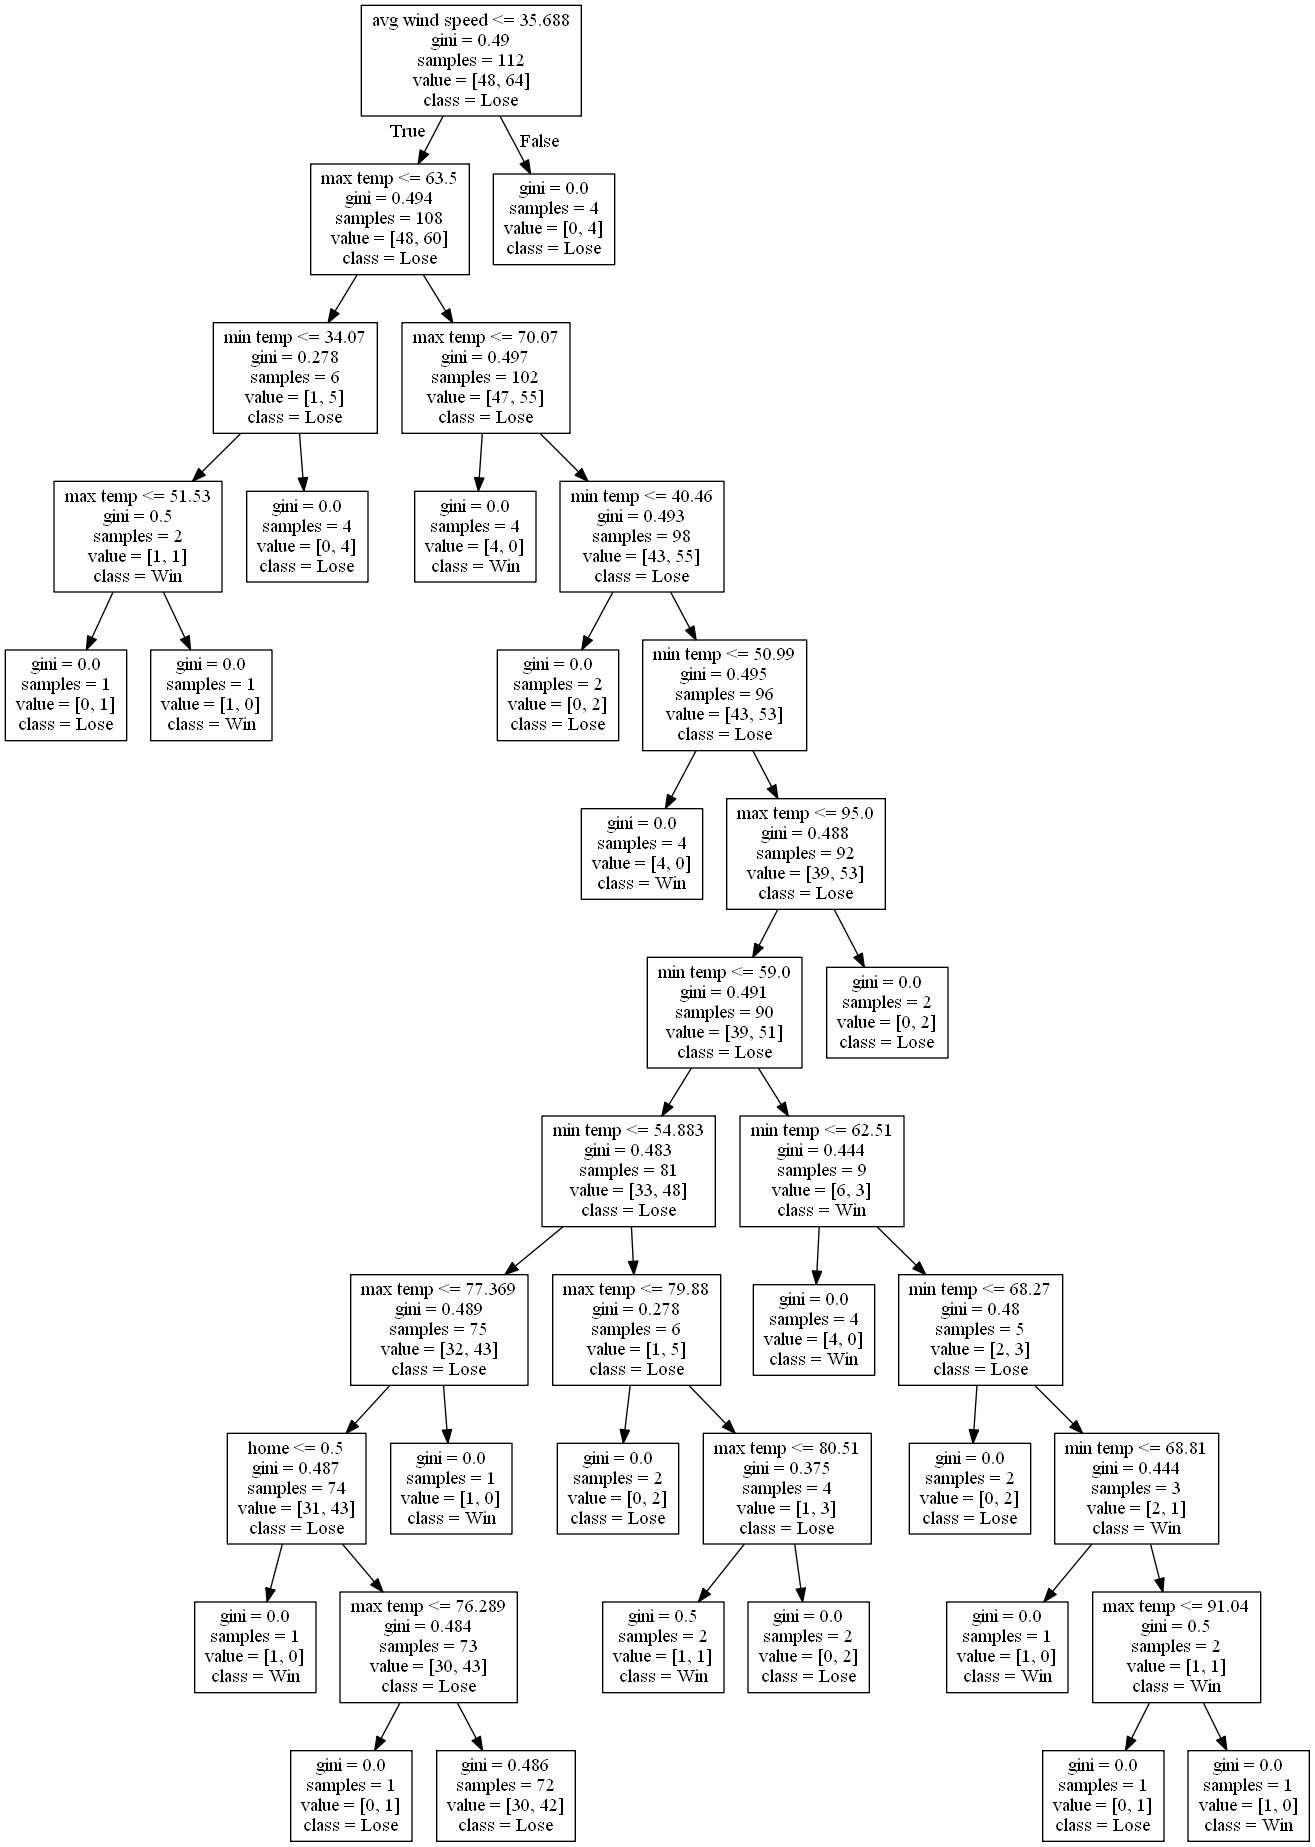 avg wind speed <= 35.688
gini = 0.49
samples = 112
value = [48, 64]
class = Lose
True
False
max temp <= 63.5
gini = 0.494
samples = 108
value = [48, 60]
class = Lose
gini = 0.0
samples = 4
value = [0, 4]
class = Lose
min temp <= 34.07
gini = 0.278
samples = 6
value = [1, 5]
class = Lose
max temp <= 70.07
gini = 0.497
samples = 102
value = [47, 55]
class = Lose
max temp <= 51.53
gini = 0.5
samples = 2
value = [1, 1]
class = Win
gini = 0.0
samples = 4
value = [0, 4]
class = Lose
gini = 0.0
samples = 4
value = [4, 0]
class = Win
min temp <= 40.46
gini = 0.493
samples = 98
value = [43, 55]
class = Lose
gini = 0.0
samples = 1
value = [0, 1]
class = Lose
gini = 0.0
samples = 1
value = [1, 0]
class = Win
gini = 0.0
samples = 2
value = [0, 2]
class = Lose
min temp <= 50.99
gini = 0.495
samples = 96
value = [43, 53]
class = Lose
gini = 0.0
samples = 4
value = [4, 0]
class = Win
max temp <= 95.0
gini = 0.488
samples = 92
value = [39, 53]
class = Lose
min temp <= 59.0
gini = 0.491
samples = 90
value = [39, 51]
class = Lose
gini = 0.0
samples = 2
value = [0, 2]
class = Lose
min temp <= 54.883
gini = 0.483
samples = 81
value = [33, 48]
class = Lose
min temp <= 62.51
gini = 0.444
samples = 9
value = [6, 3]
class = Win
max temp <= 77.369
gini = 0.489
samples = 75
value = [32, 43]
class = Lose
max temp <= 79.88
gini = 0.278
samples = 6
value = [1, 5]
class = Lose
gini = 0.0
samples = 4
value = [4, 0]
class = Win
min temp <= 68.27
gini = 0.48
samples = 5
value = [2, 3]
class = Lose
home <= 0.5
gini = 0.487
samples = 74
value = [31, 43]
class = Lose
gini = 0.0
samples = 1
value = [1, 0]
class = Win
gini = 0.0
samples = 2
value = [0, 2]
class = Lose
max temp <= 80.51
gini = 0.375
samples = 4
value = [1, 3]
class = Lose
gini = 0.0
samples = 2
value = [0, 2]
class = Lose
min temp <= 68.81
gini = 0.444
samples = 3
value = [2, 1]
class = Win
gini = 0.0
samples = 1
value = [1, 0]
class = Win
max temp <= 76.289
gini = 0.484
samples = 73
value = [30, 43]
class = Lose
gini = 0.5
samples = 2
value = [1, 1]
class = Win
gini = 0.0
samples = 2
value = [0, 2]
class = Lose
gini = 0.0
samples = 1
value = [1, 0]
class = Win
max temp <= 91.04
gini = 0.5
samples = 2
value = [1, 1]
class = Win
gini = 0.0
samples = 1
value = [0, 1]
class = Lose
gini = 0.486
samples = 72
value = [30, 42]
class = Lose
gini = 0.0
samples = 1
value = [0, 1]
class = Lose
gini = 0.0
samples = 1
value = [1, 0]
class = Win